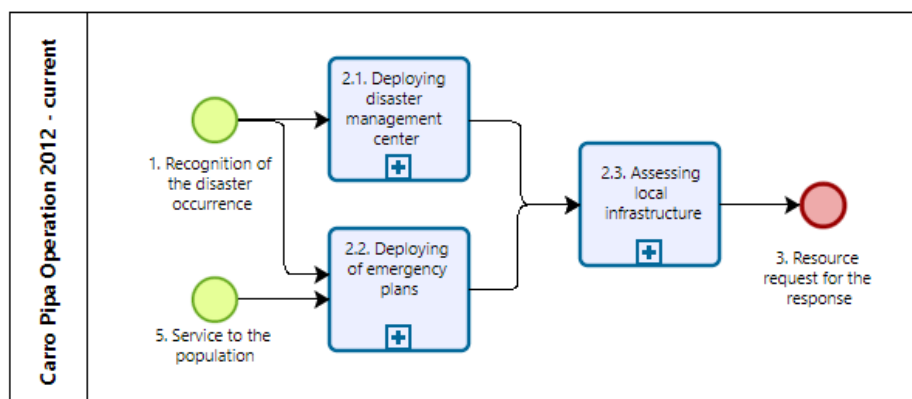 Carro Pipa Operation 2012 - current
1. Recognition of
the disaster
occurrence
5. Service to the
population
2.1. Deploying
disaster
management
center
2.2. Deploying
of emergency
plans
2.3. Assessing
local
infrastructure
3. Resource
request for the
response